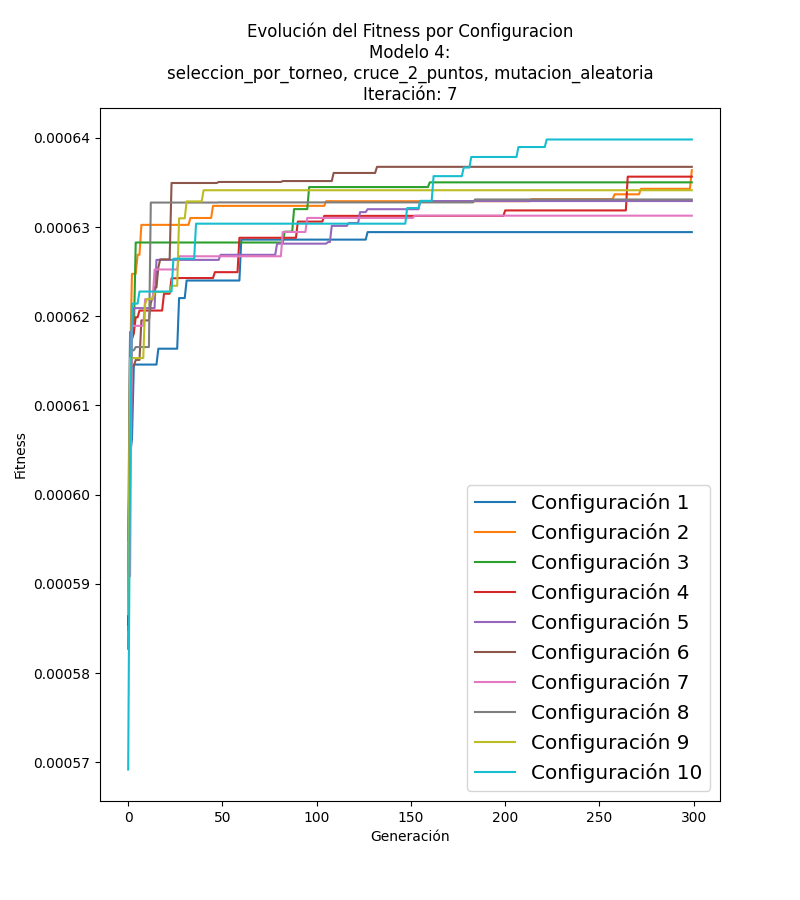 Evolución del Fitness por Configuracion
Modelo 4:
seleccion_por_torneo, cruce_2_puntos, mutacion_aleatoria
Iteración: 7
0.00064
0.00063
0.00062
0.00061
0.00060
0.00059
0.00058
0.00057
Fitness
Configuración 1
Configuración 2
Configuración 3
Configuración 4
Configuración 5
Configuración 6
Configuración 7
Configuración 8
Configuración 9
Configuración 10
0 50 100 150 200 250 300
Generación